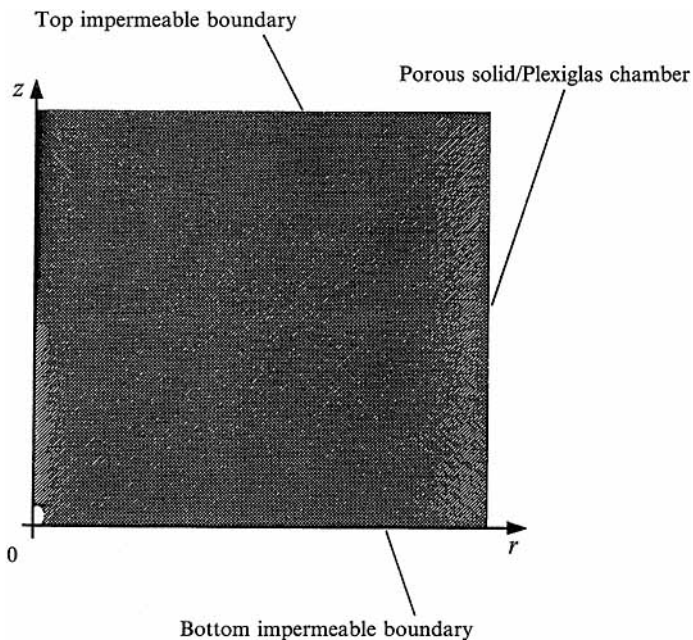 Top impermeable boundary
Porous solid/Plexiglas chamber
z
0
r
Bottom impermeable boundary